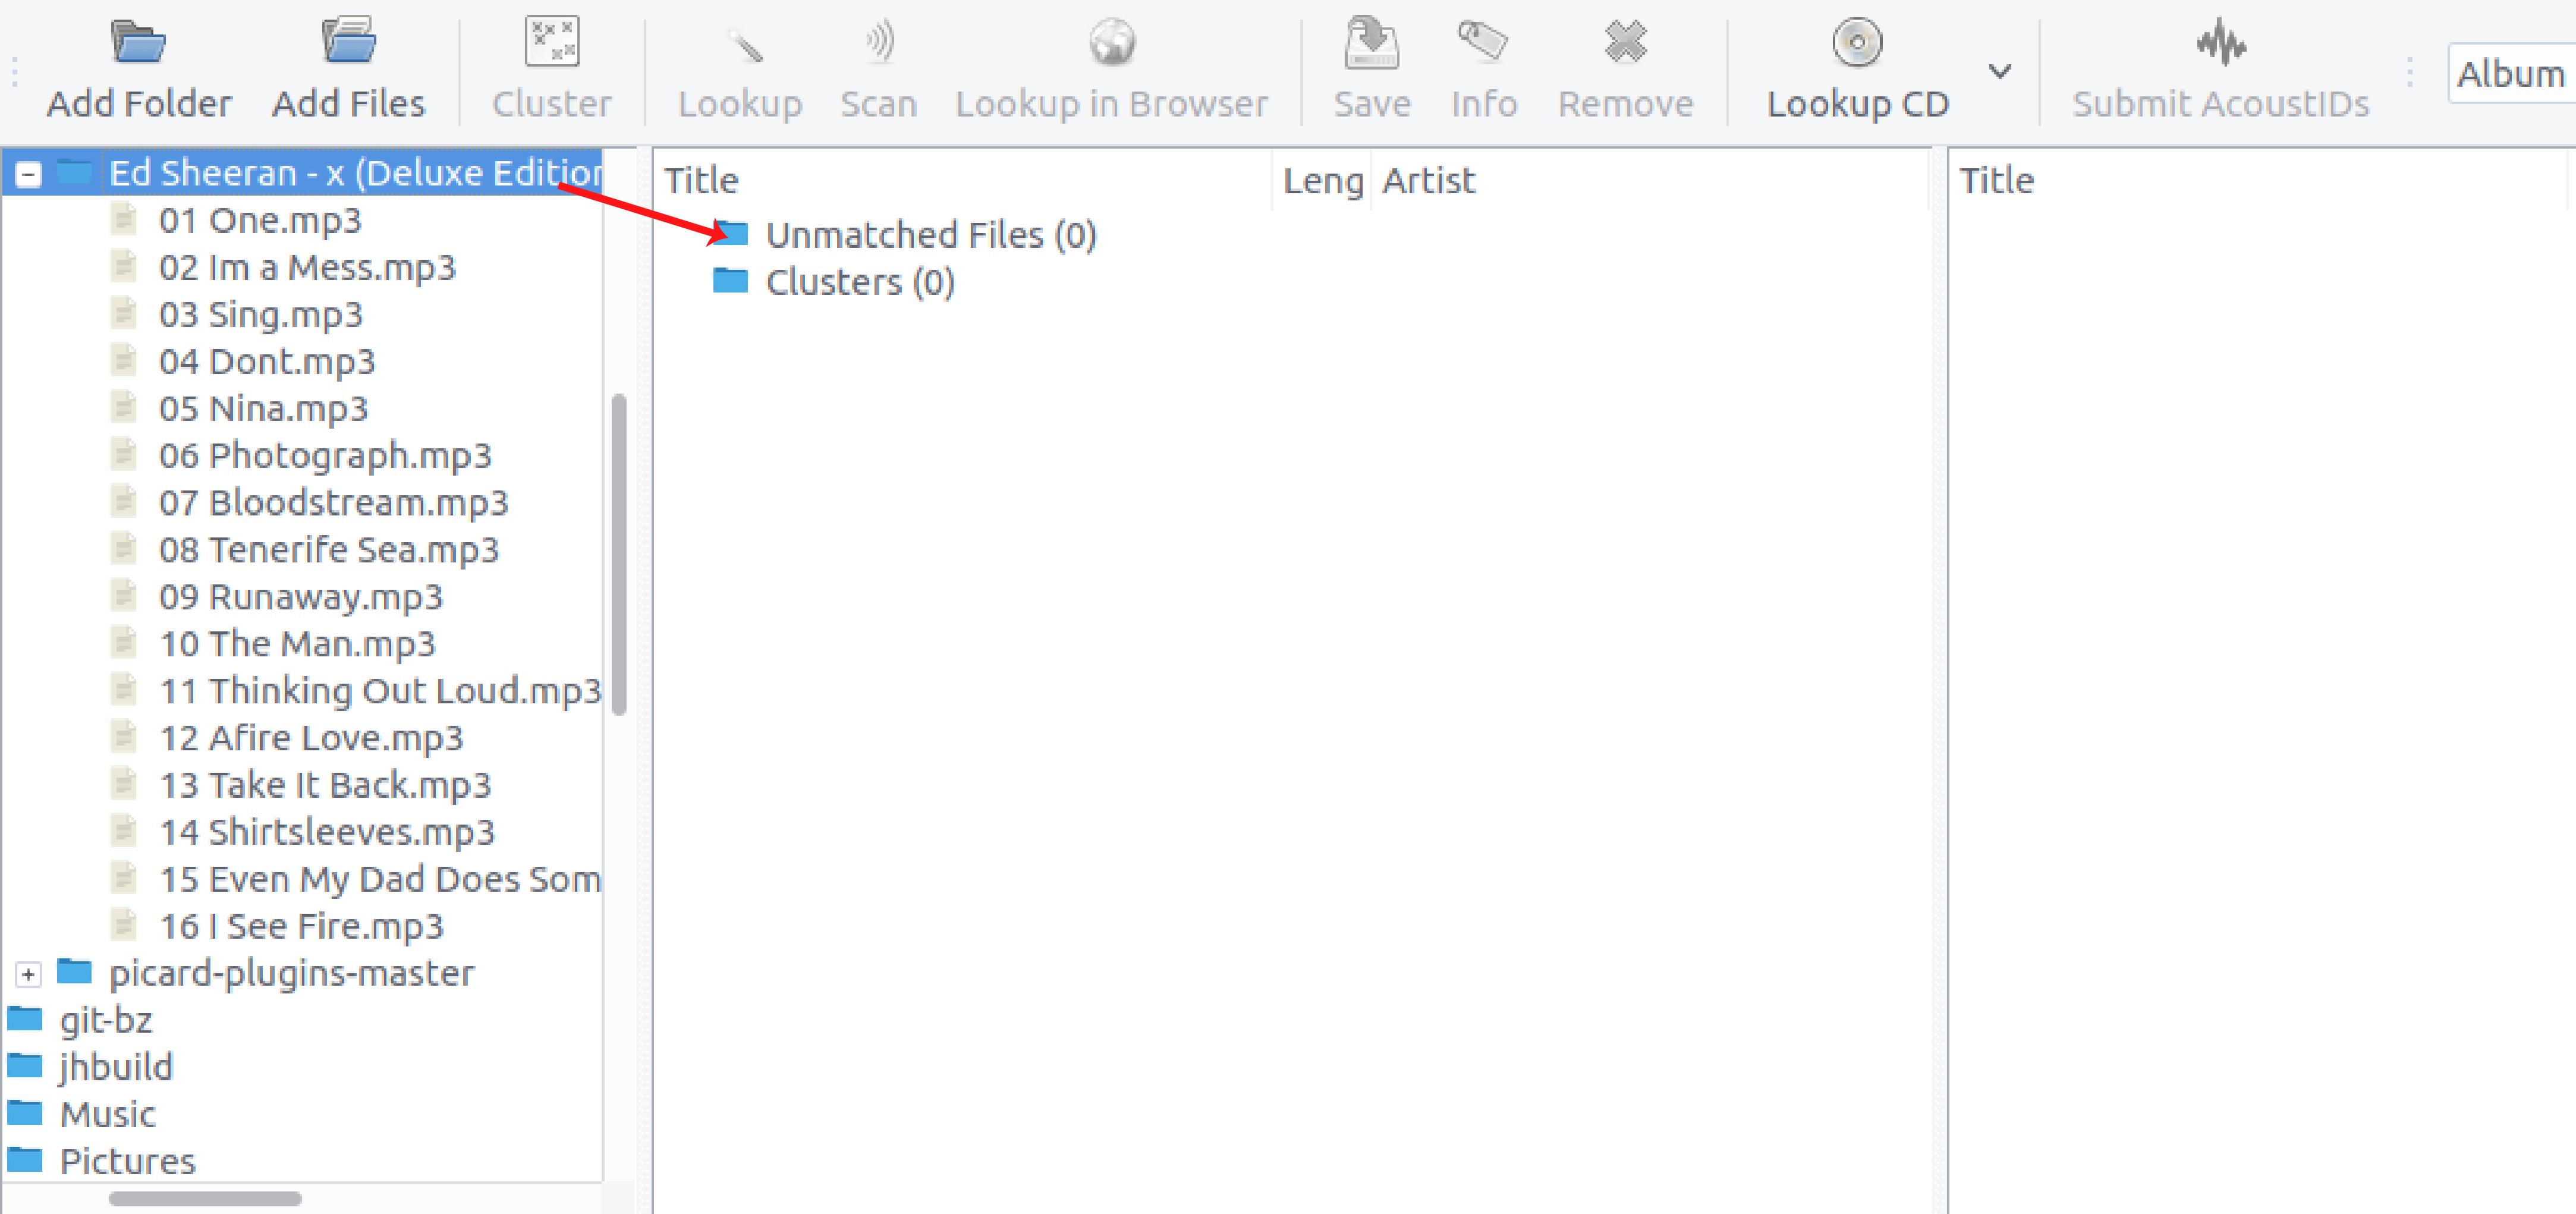 Add Folder Add Files Cluster Lookup Scan Lookup in Browser Save Info Remove Lookup CD Submit AcoustIDs Album
Ed Sheeran - x (Deluxe Edition
01 One.mp3
02 Im a Mess.mp3
03 Sing.mp3
04 Dont.mp3
05 Nina.mp3
06 Photograph.mp3
07 Bloodstream.mp3
08 Tenerife Sea.mp3
09 Runaway.mp3
10 The Man.mp3
11 Thinking Out Loud.mp3
12 Afire Love.mp3
13 Take It Back.mp3
14 Shirtsleeves.mp3
15 Even My Dad Does Som
16 I See Fire.mp3
picard-plugins-master
git-bz
jhbuild
Music
Pictures
Title Leng Artist
Unmatched Files (0)
Clusters (0)
Title